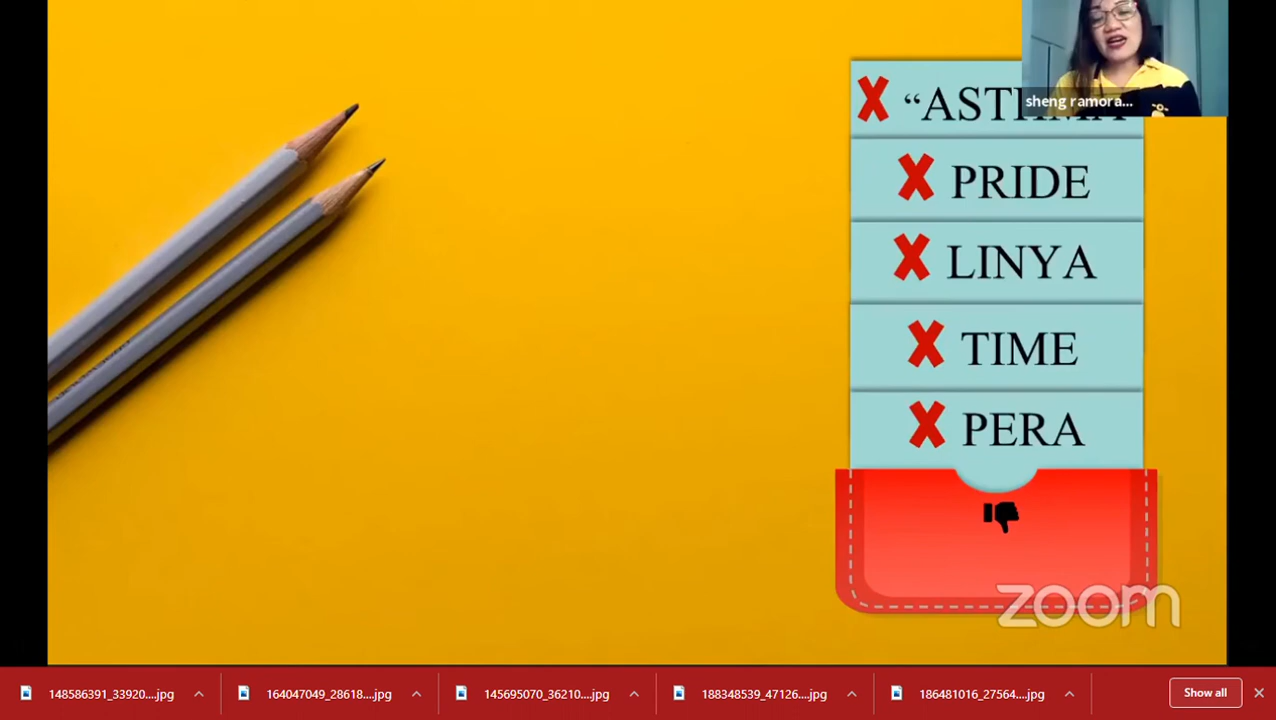 X "ASTHMA
sheng ramora...
X PRIDE
X LINYA
X TIME
X PERA
zoom
148586391_33920....jpg
164047049_28618....jpg
145695070_36210....jpg
188348539_47126....jpg
186481016_27564....jpg
Show all